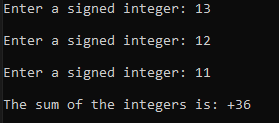 Enter a signed integer: 13
Enter a signed integer: 12
Enter a signed integer: 11
The sum of the integers is: +36